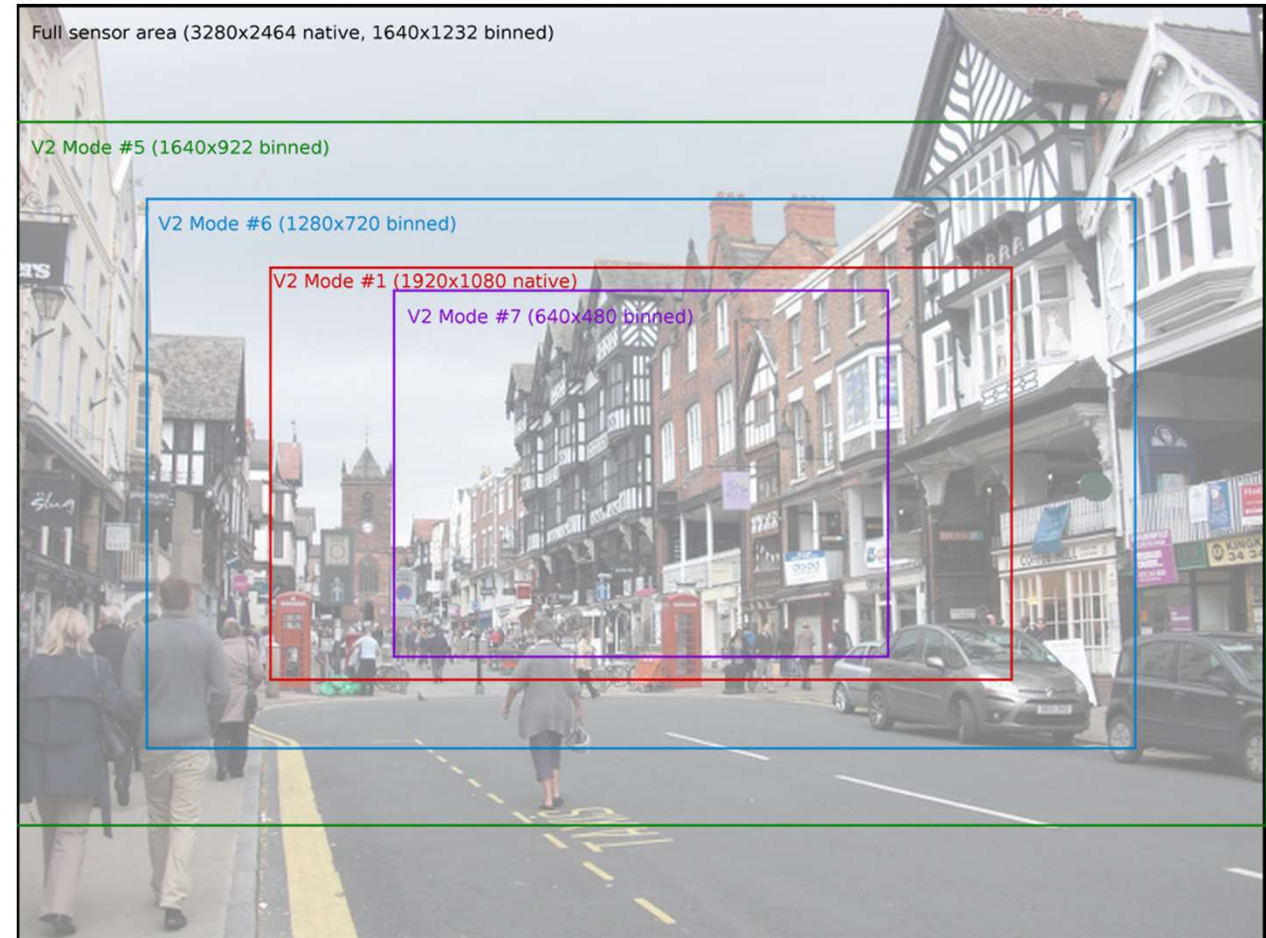 Full sensor area (3280x2464 native, 1640x1232 binned)
V2 Mode #5 (1640x922 binned)
V2 Mode #6 (1280x720 binned)
V2 Mode #1 (1920x1080 native)
V2 Mode #7 (640x480 binned)
ers